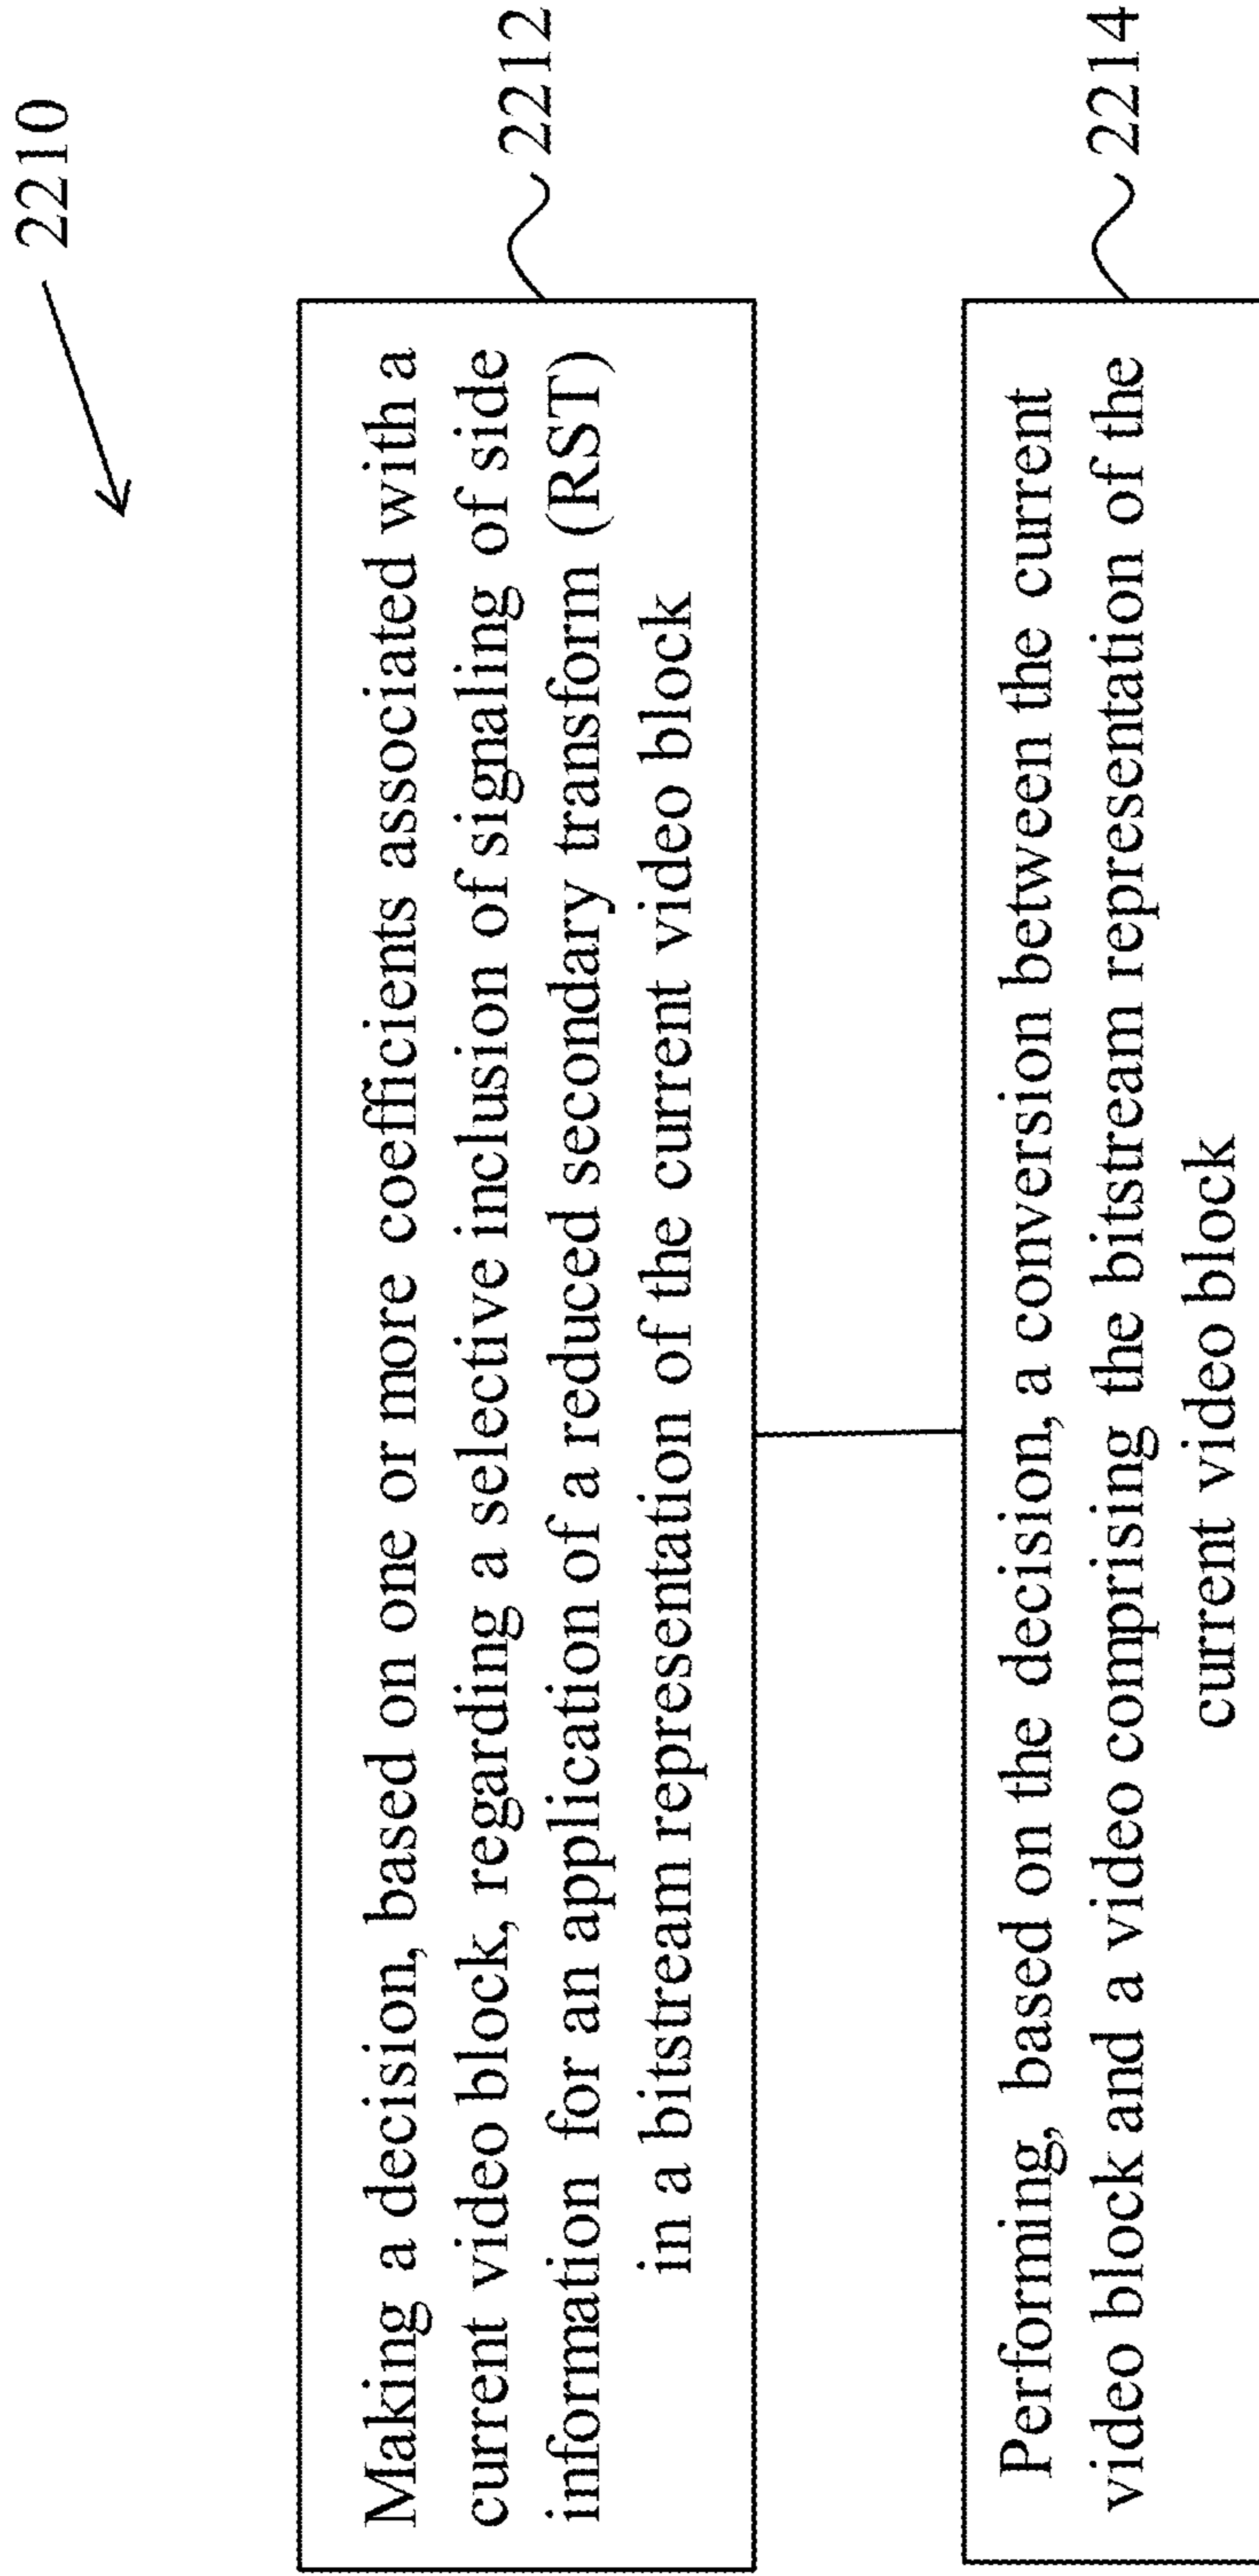 2210
Making a decision, based on one or more coefficients associated with a
current video block, regarding a selective inclusion of signaling of side
information for an application of a reduced secondary transform (RST)
in a bitstream representation of the current video block
2212
Performing, based on the decision, a conversion between the current
video block and a video comprising the bitstream representation of the
current video block
2214